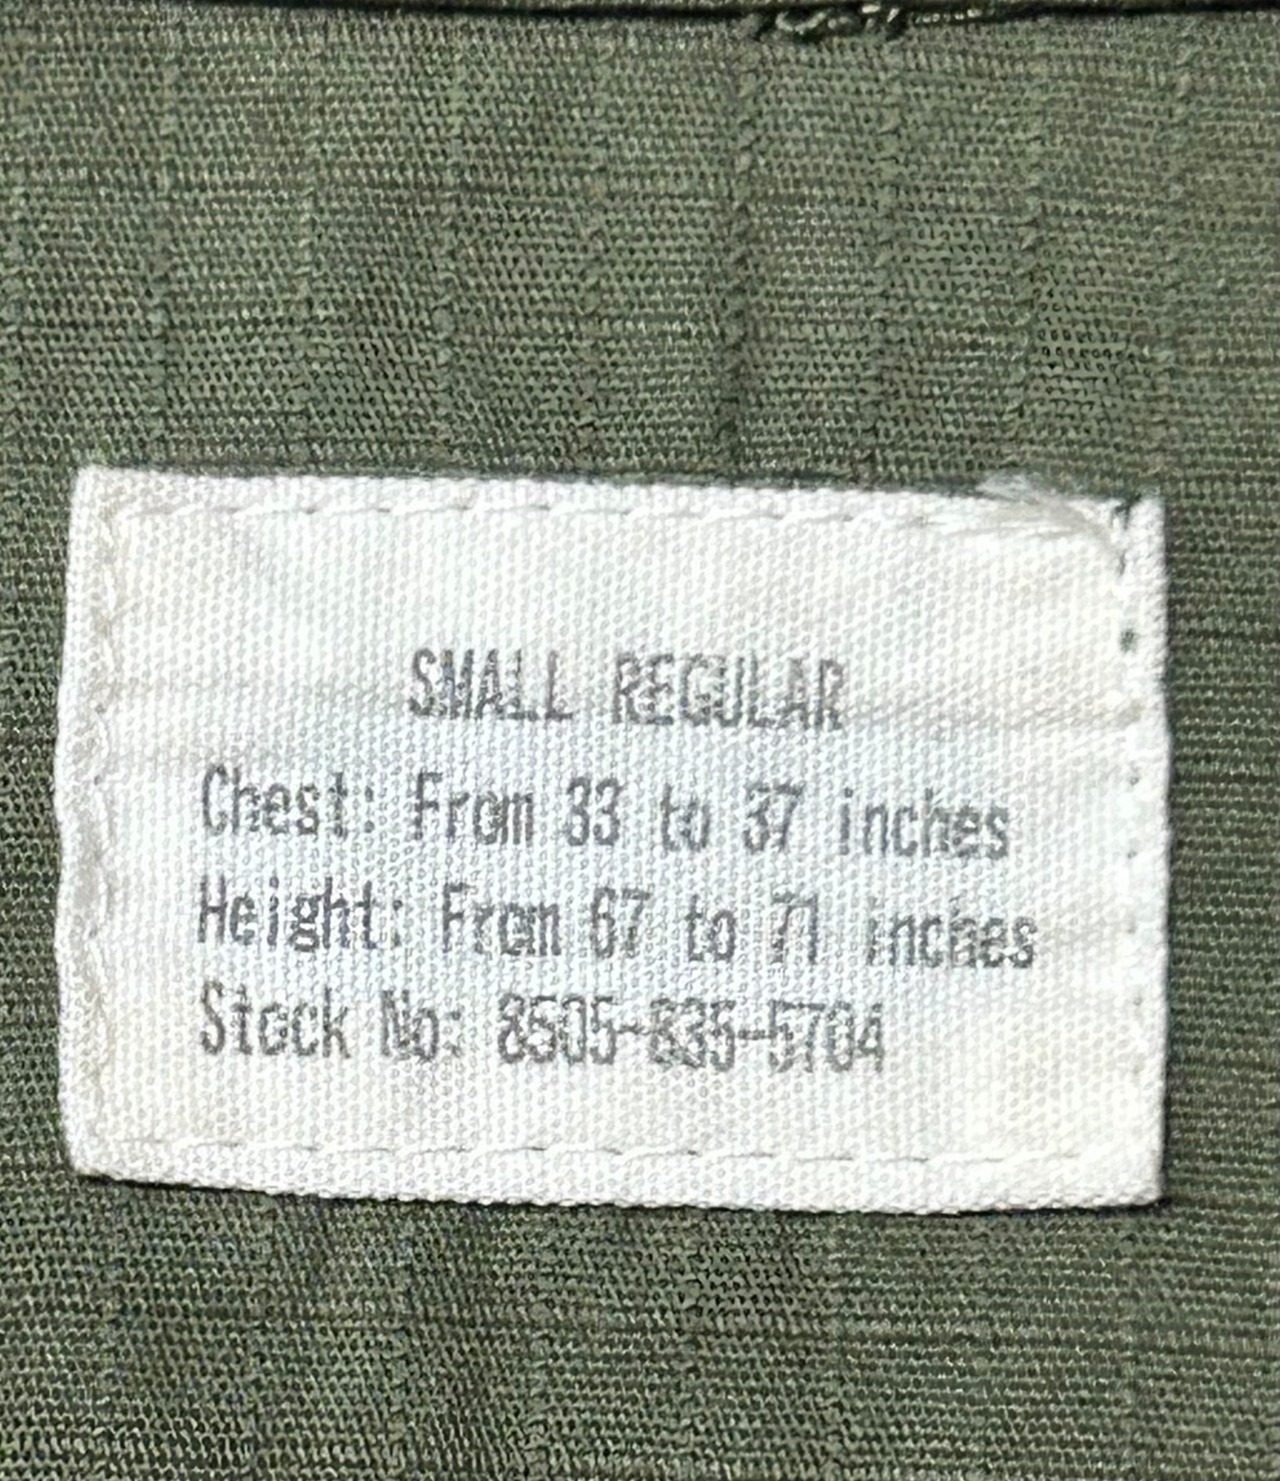 SMALL REGULAR
Chest: From 33 to 37 inches
Height: From 67 to 71 inches
Stock No: 8505-835-5704